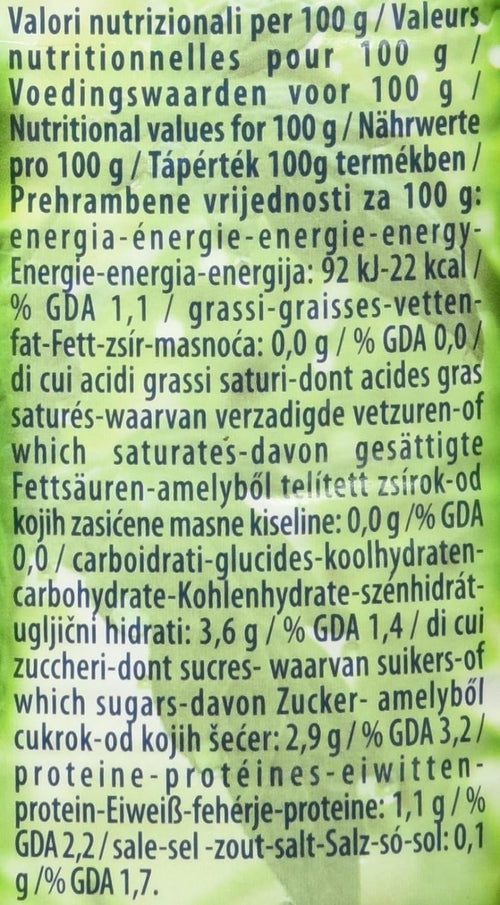 Valori nutrizionali per 100 g / Valeurs
nutritionnelles pour 100 g /
Voedingswaarden voor 100 g /
Nutritional values for 100 g / Nährwerte
pro 100 g / Tápérték 100g termékben /
Prehrambene vrijednosti za 100 g:
energia-énergie-energie-energy-
Energie-energia-energija: 92 kJ-22 kcal /
% GDA 1,1 / grassi-graisses-vetten-
fat-Fett-zsír-masnoća: 0,0 g / % GDA 0,0 /
di cui acidi grassi saturi-dont acides gras
saturés-waarvan verzadigde vetzuren-of
which saturates-davon gesättigte
Fettsäuren-amelyből telített zsírok-od
kojih zasićene masne kiseline: 0,0 g /% GDA
0,0 / carboidrati-glucides-koolhydraten-
carbohydrate-Kohlenhydrate-szénhidrát-
ugljični hidrati: 3,6 g / % GDA 1,4 / di cui
zuccheri-dont sucres- waarvan suikers-of
which sugars-davon Zucker- amelyből
cukrok-od kojih šećer: 2,9 g / % GDA 3,2 /
proteine-protéines-eiwitten-
protein-Eiweiß-fehérje-proteine: 1,1 g / %
GDA 2,2 / sale-sel -zout-salt-Salz-só-sol: 0,1
g /% GDA 1,7.